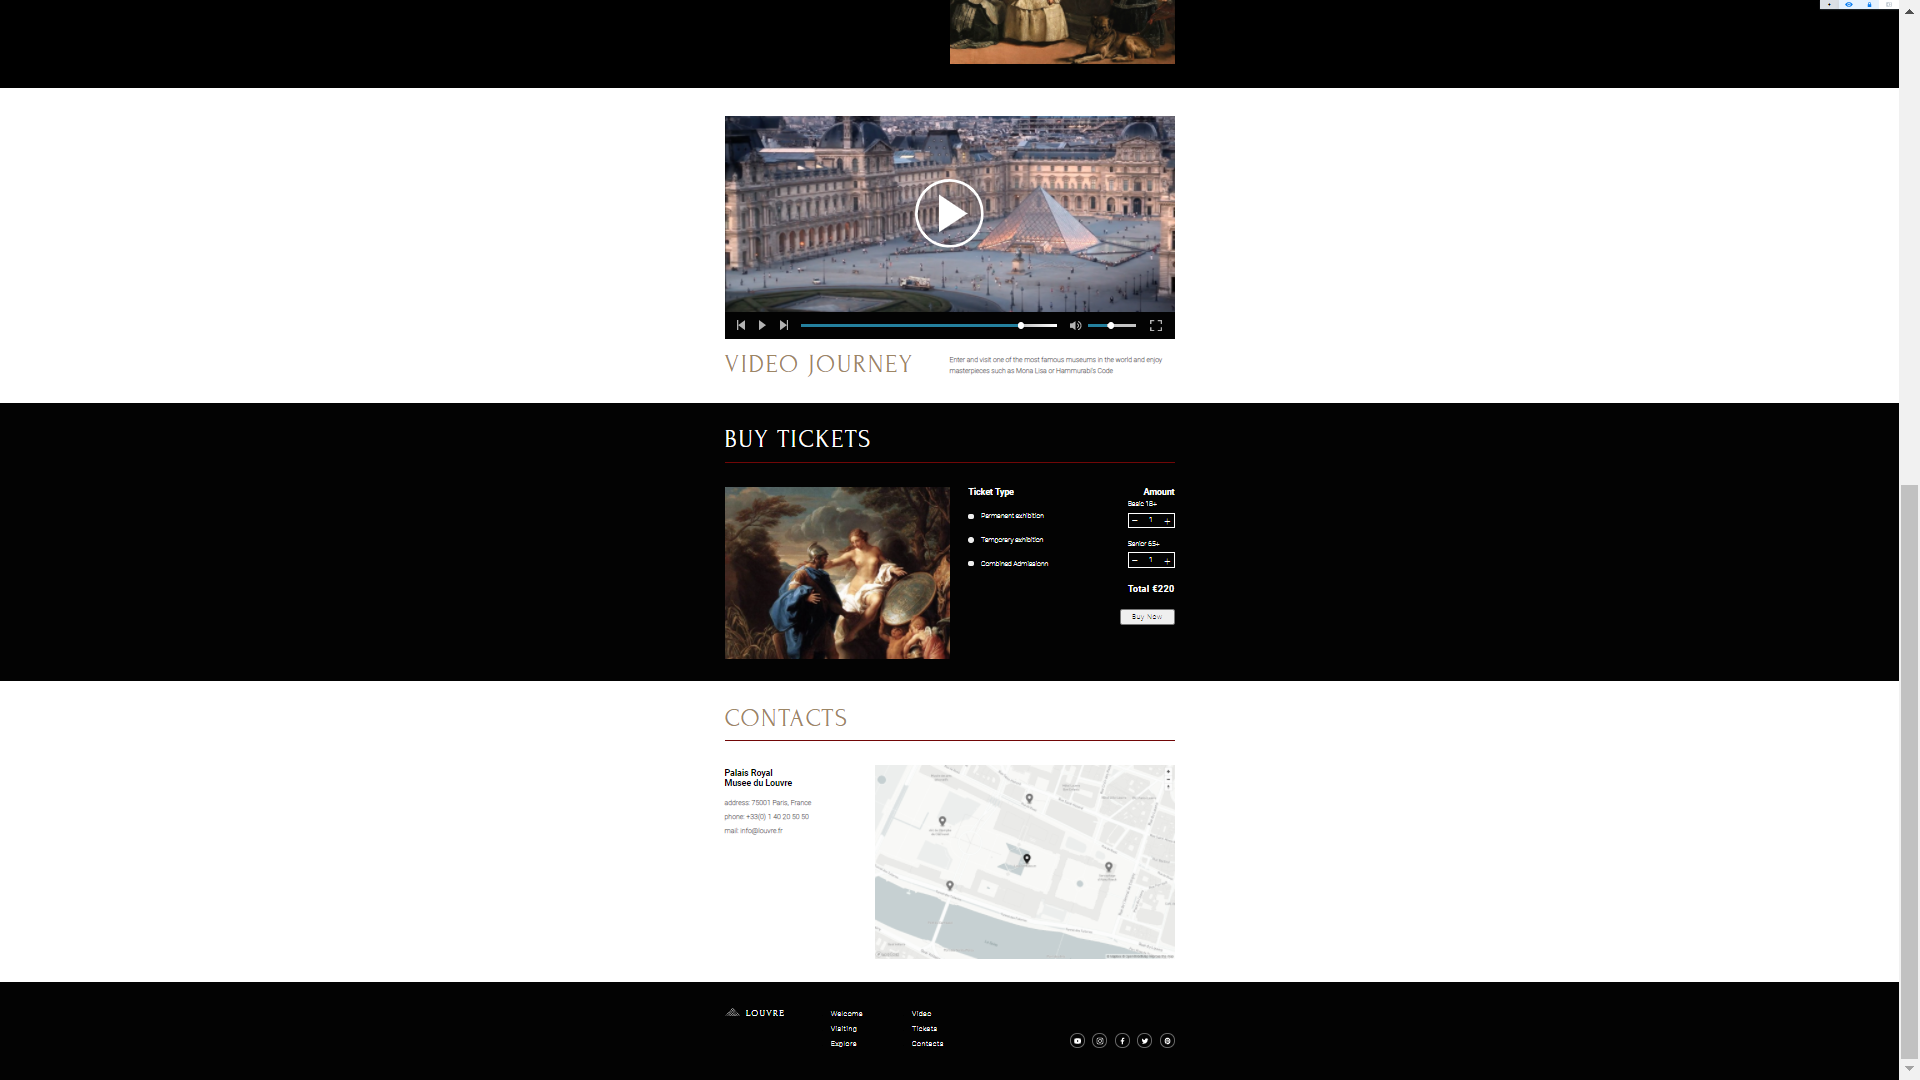 VIDEO JOURNEY
Enter and visit one of the most famous museums in the world and enjoy
masterpieces such as Mona Lisa or Hammurabi's Code
BUY TICKETS
Ticket Type
Permanent exhibition
Temporary exhibition
Combined Admissionn
Amount
Basic 18+
− 1 +
Senior 65+
− 1 +
Total €220
Buy Now
CONTACTS
Palais Royal
Musee du Louvre
address: 75001 Paris, France
phone: +33(0) 1 40 20 50 50
mail: info@louvre.fr
LOUVRE
Welcome
Visiting
Explore
Video
Tickets
Contacts